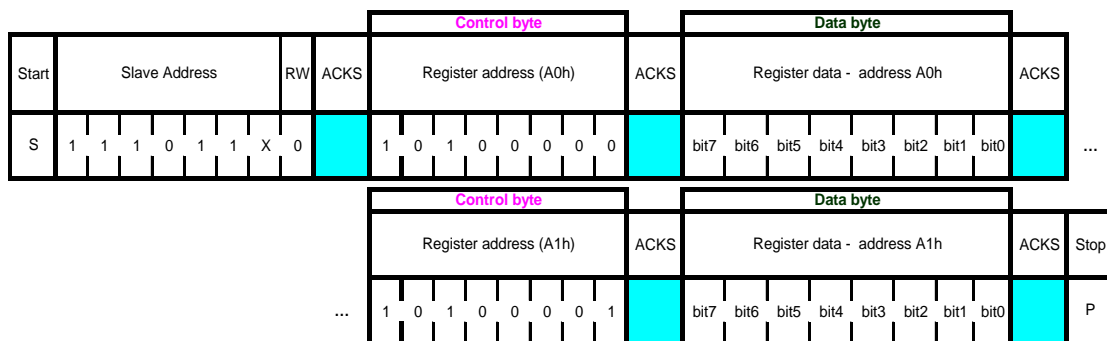 Control byte Data byte
Start Slave Address RW ACKS Register address (A0h) ACKS Register data - address A0h ACKS
S 1 1 1 0 1 1 X 0 1 0 1 0 0 0 0 0 bit7 bit6 bit5 bit4 bit3 bit2 bit1 bit0 ...
Control byte Data byte
Register address (A1h) ACKS Register data - address A1h ACKS Stop
... 1 0 1 0 0 0 0 1 bit7 bit6 bit5 bit4 bit3 bit2 bit1 bit0 P